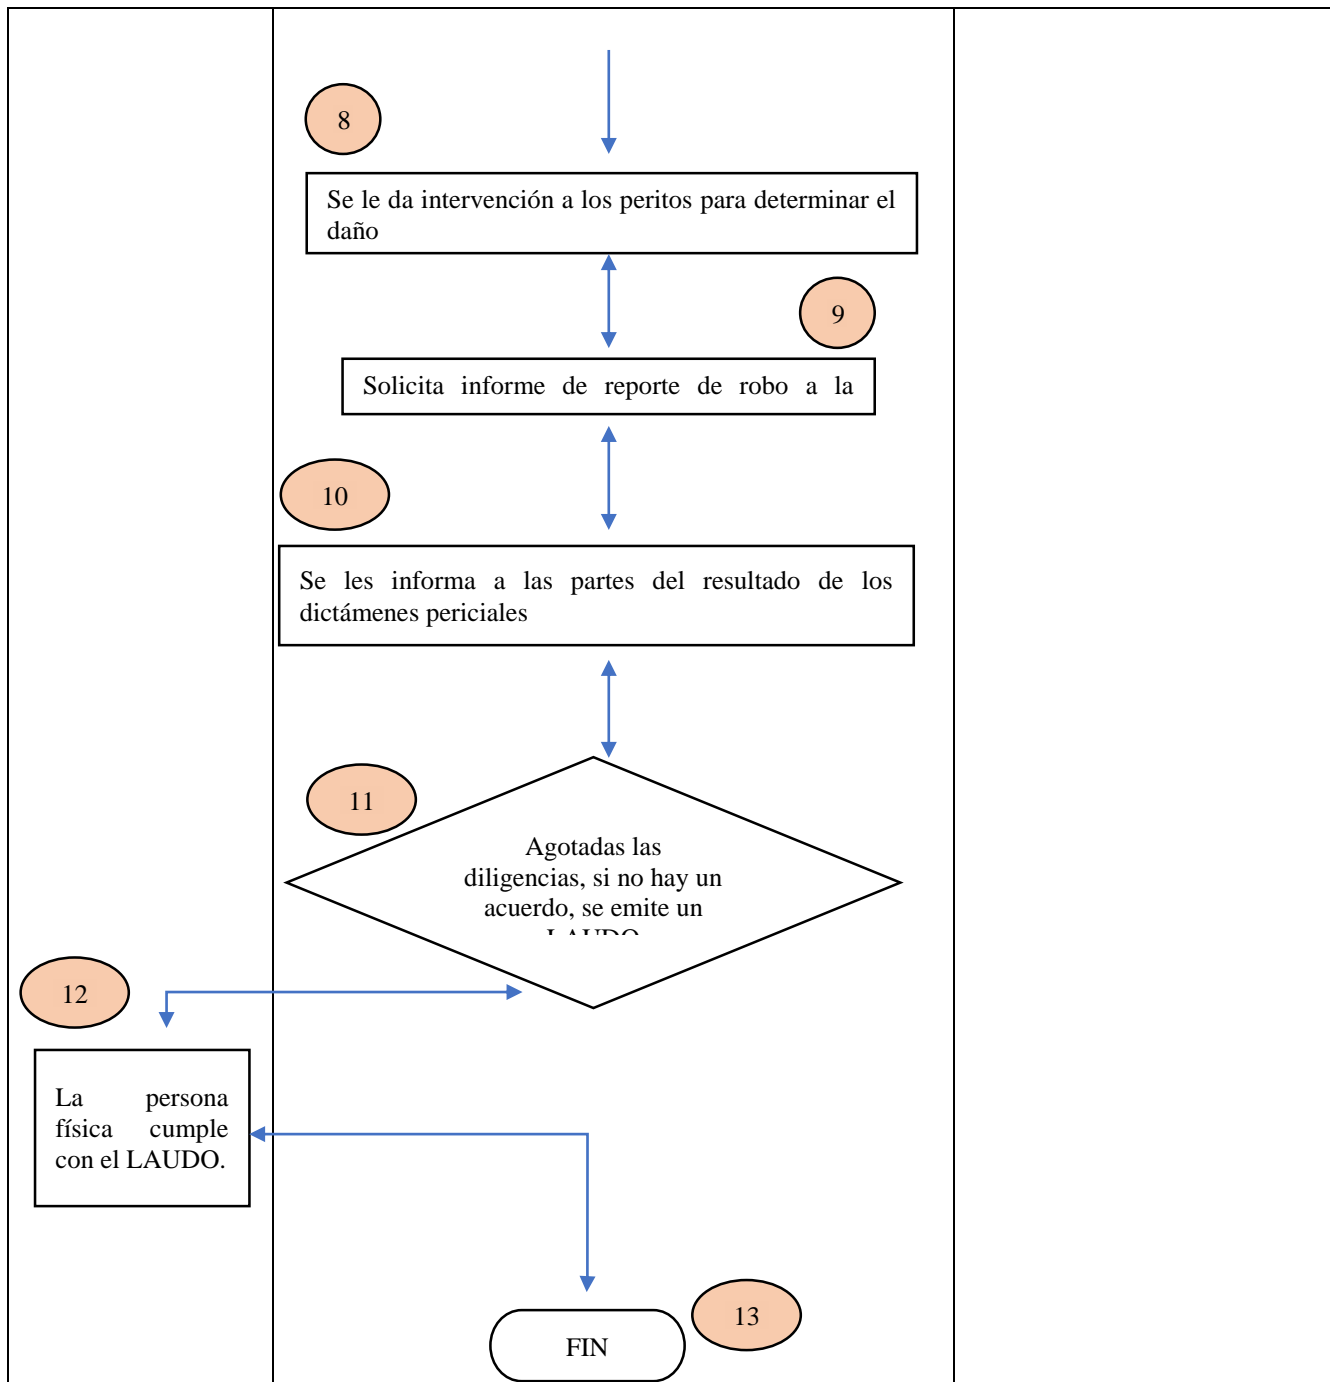 8
Se le da intervención a los peritos para determinar el
daño
9
Solicita informe de reporte de robo a la
10
Se les informa a las partes del resultado de los
dictámenes periciales
11
Agotadas las
diligencias, si no hay un
acuerdo, se emite un
LAUDO
12
La persona
física cumple
con el LAUDO.
13
FIN